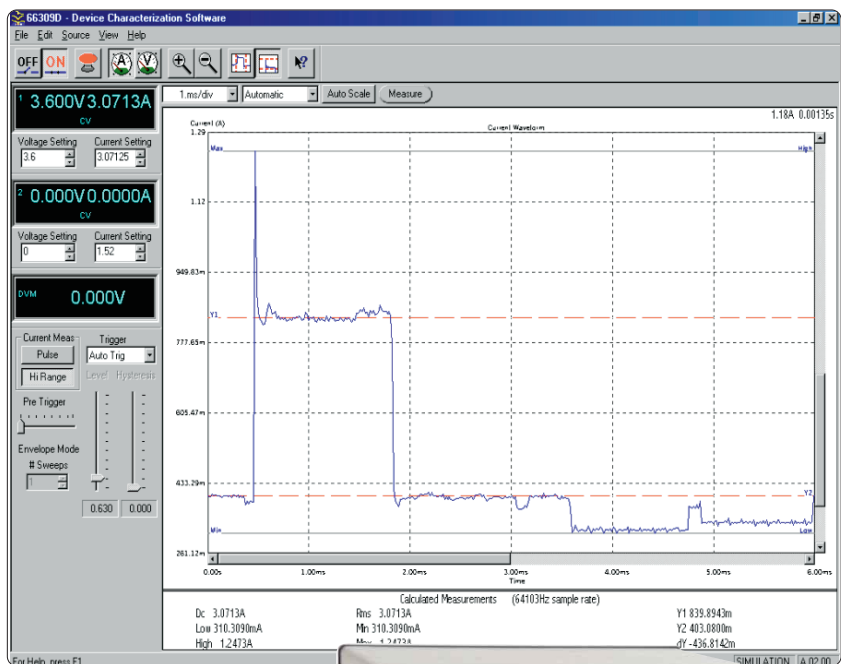 66309D - Device Characterization Software
File Edit Source View Help
OFF ON A V
1 ms/div Automatic Auto Scale Measure
1 3.600V 3.0713A
CV
Voltage Setting Current Setting
3.6 3.07125
2 0.000V 0.0000A
CV
Voltage Setting Current Setting
0 1.52
DVM 0.000V
Current Meas Trigger
Pulse Auto Trig
Hi Range Level Hysteresis
Pre Trigger
Envelope Mode
# Sweeps
1
0.630 0.000
1.18A 0.00135s
Current (A) Current Waveform
1.29
Max High
1.12
949.83m
Y1
777.65m
605.47m
433.29m
Y2
Min Low
261.12m
0.00s 1.00ms 2.00ms 3.00ms 4.00ms 5.00ms 6.00ms
Time
Calculated Measurements (64103Hz sample rate)
Dc 3.0713A Rms 3.0713A Y1 839.8943m
Low 310.3090mA Min 310.3090mA Y2 403.0800m
High 1.2473A Max 1.2473A dY -436.8142m
For Help, press F1 SIMULATION A.02.00